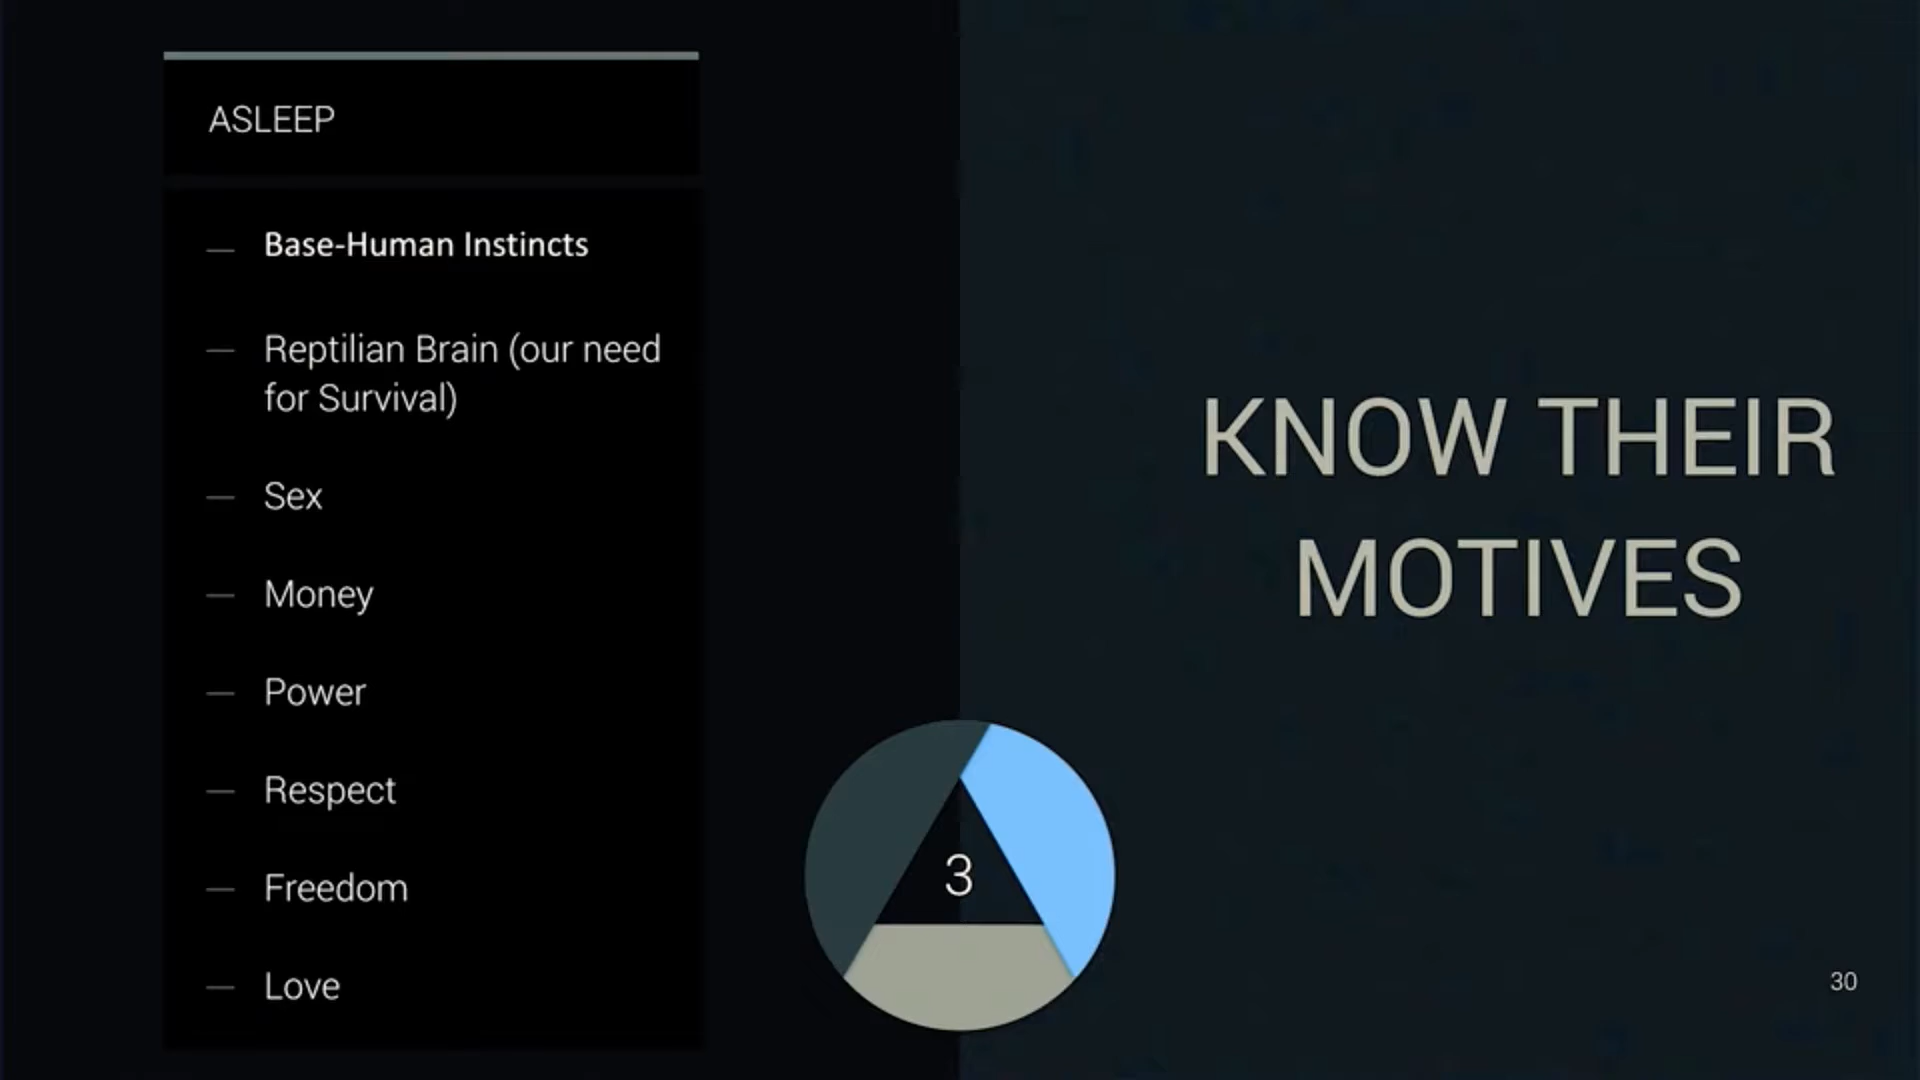 ASLEEP
— Base-Human Instincts
— Reptilian Brain (our need
for Survival)
— Sex
— Money
— Power
— Respect
— Freedom
— Love
KNOW THEIR
MOTIVES
3
30